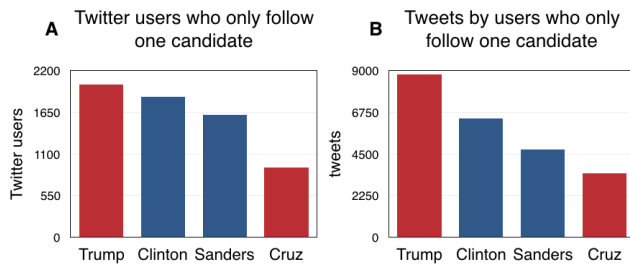 A
Twitter users who only follow
one candidate
Twitter users
2200
1650
1100
550
0
Trump Clinton Sanders Cruz
B
Tweets by users who only
follow one candidate
tweets
9000
6750
4500
2250
0
Trump Clinton Sanders Cruz